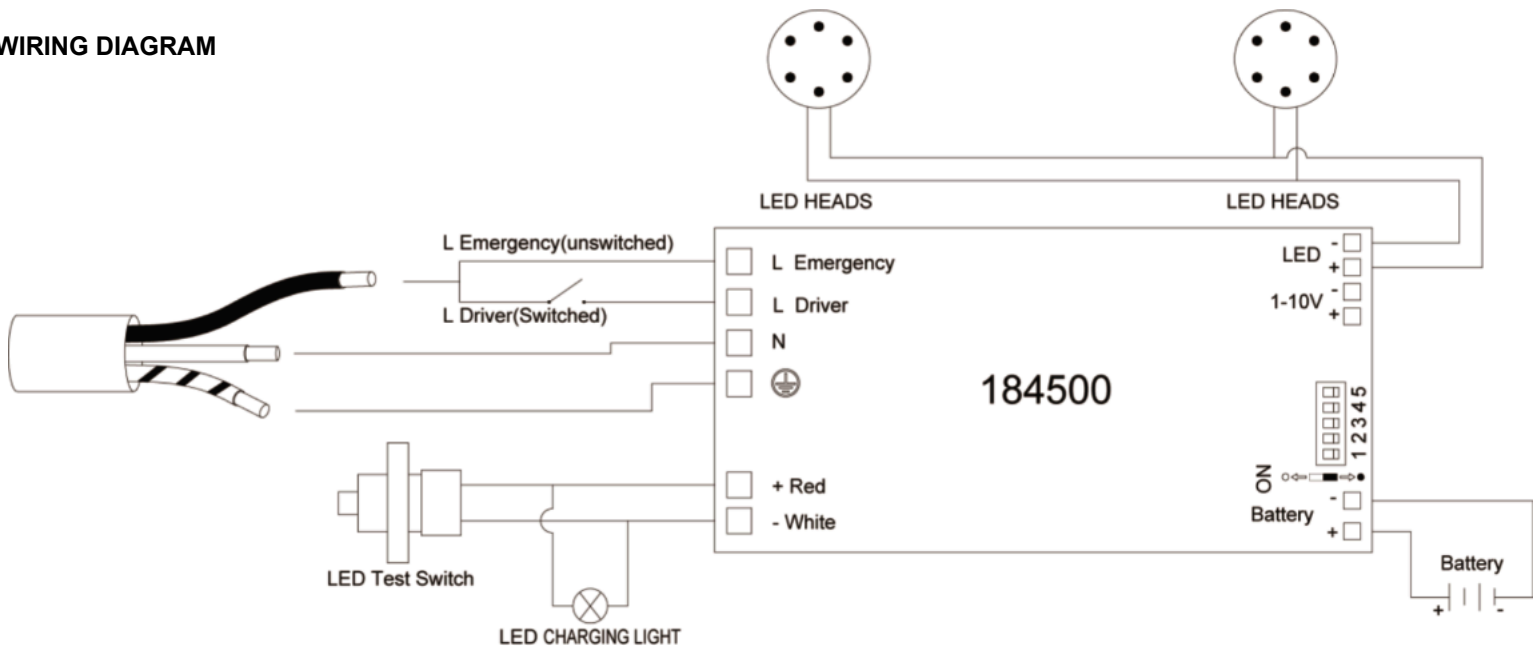 WIRING DIAGRAM
LED HEADS
LED HEADS
L Emergency(unswitched)
L Driver(Switched)
L Emergency
L Driver
N
184500
LED
-
+
1-10V
-
+
1 2 3 4 5
ON
+ Red
- White
Battery
-
+
LED Test Switch
LED CHARGING LIGHT
Battery
+ -